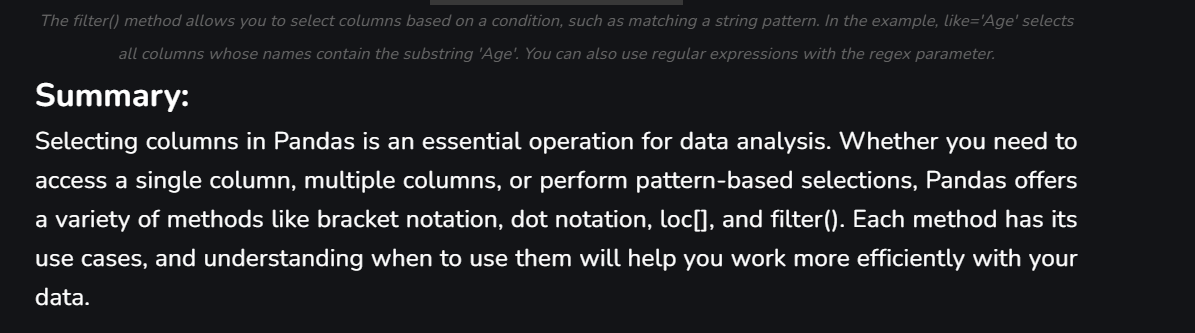 The filter() method allows you to select columns based on a condition, such as matching a string pattern. In the example, like='Age' selects
all columns whose names contain the substring 'Age'. You can also use regular expressions with the regex parameter.
Summary:
Selecting columns in Pandas is an essential operation for data analysis. Whether you need to
access a single column, multiple columns, or perform pattern-based selections, Pandas offers
a variety of methods like bracket notation, dot notation, loc[], and filter(). Each method has its
use cases, and understanding when to use them will help you work more efficiently with your
data.